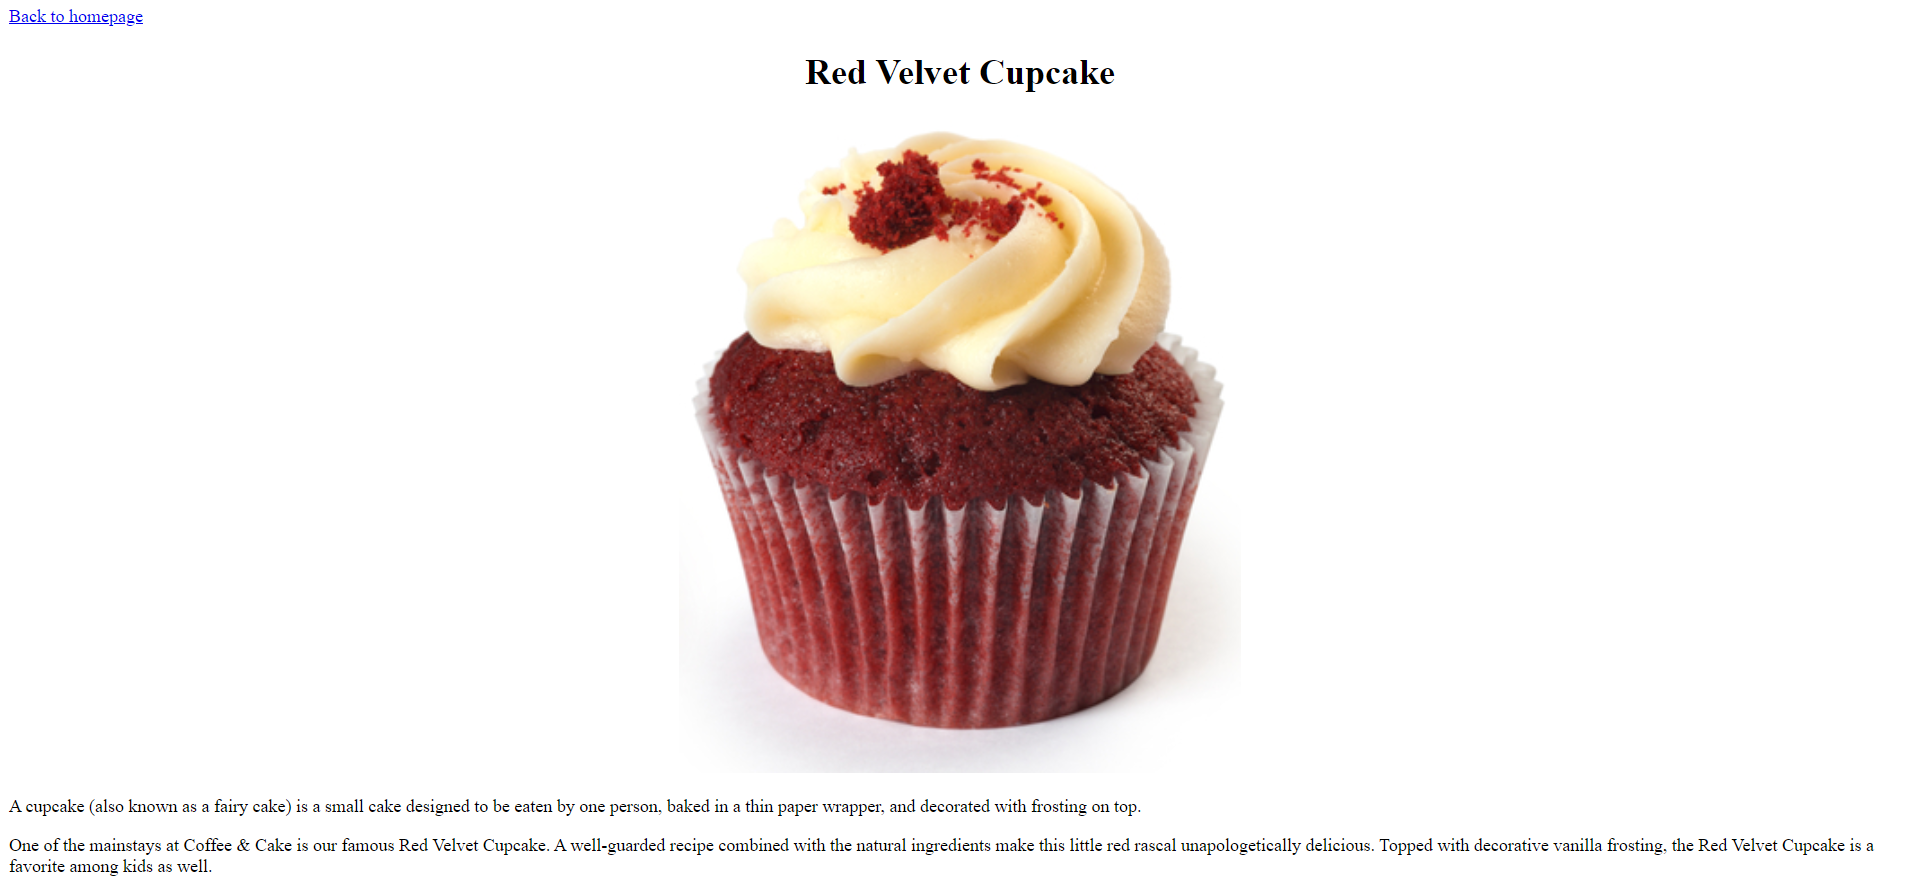 Back to homepage
Red Velvet Cupcake
A cupcake (also known as a fairy cake) is a small cake designed to be eaten by one person, baked in a thin paper wrapper, and decorated with frosting on top.
One of the mainstays at Coffee & Cake is our famous Red Velvet Cupcake. A well-guarded recipe combined with the natural ingredients make this little red rascal unapologetically delicious. Topped with decorative vanilla frosting, the Red Velvet Cupcake is a
favorite among kids as well.